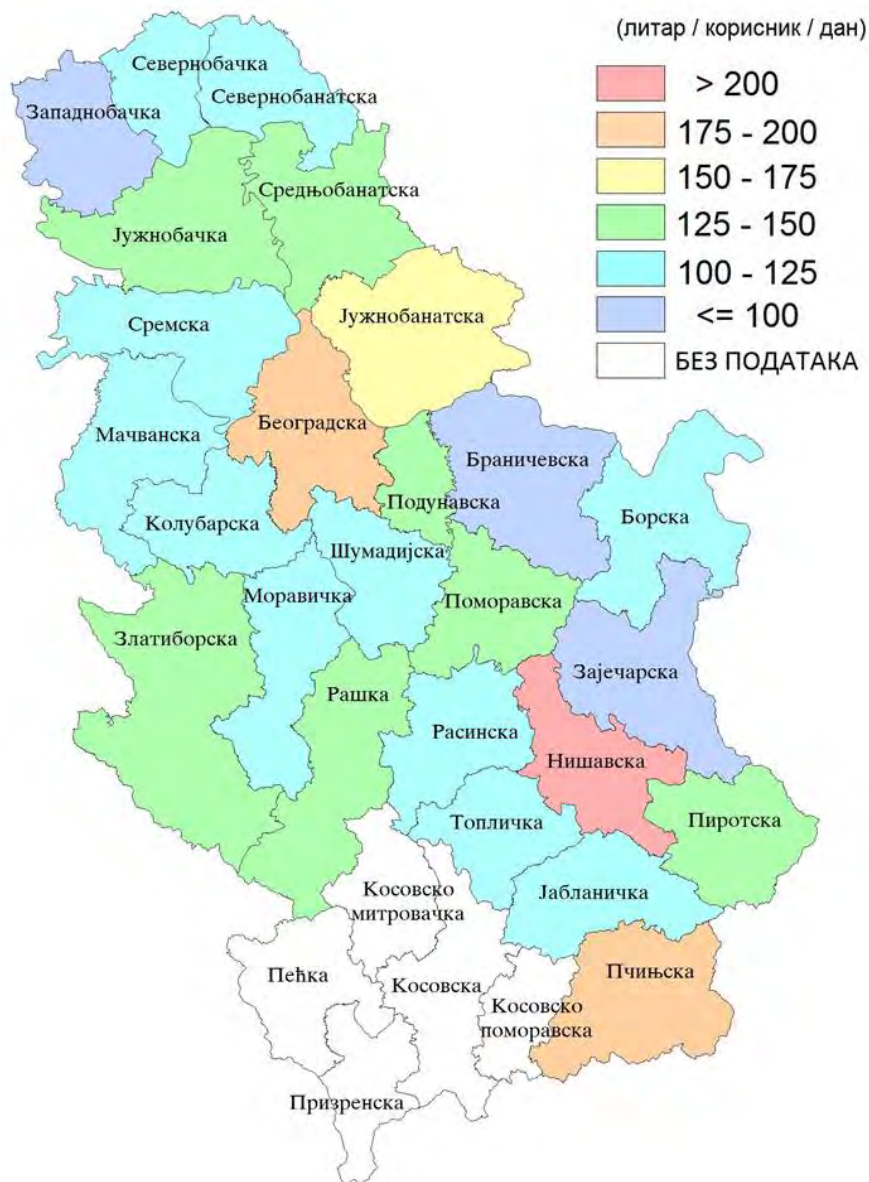 (литар / корисник / дан)
> 200
175 - 200
150 - 175
125 - 150
100 - 125
<= 100
БЕЗ ПОДАТАКА
Севернобачка
Севернобанатска
Западнобачка
Средњобанатска
Јужнобачка
Јужнобанатска
Сремска
Београдска
Мачванска
Браничевска
Подунавска
Борска
Колубарска
Шумадијска
Моравичка
Поморавска
Златиборска
Зајечарска
Рашка
Расинска
Нишавска
Топличка
Пиротска
Косовско
митровачка
Јабланичка
Пећка
Косовска
Косовско
поморавска
Пчињска
Призренска